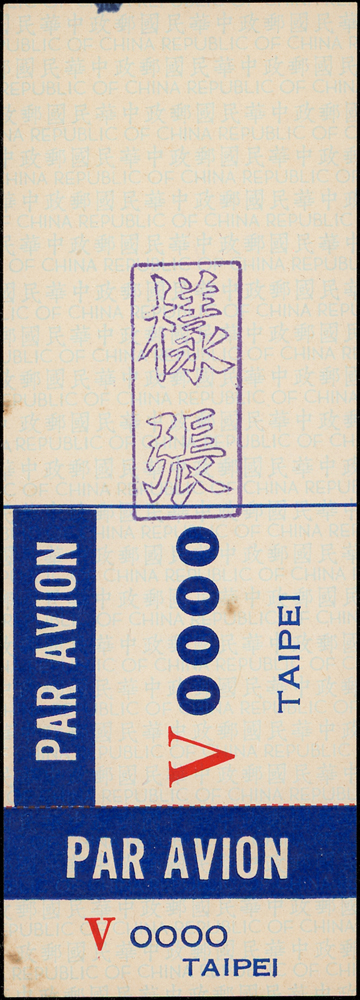 樣張
PAR AVION
V 0000
TAIPEI
PAR AVION
V 0000
TAIPEI